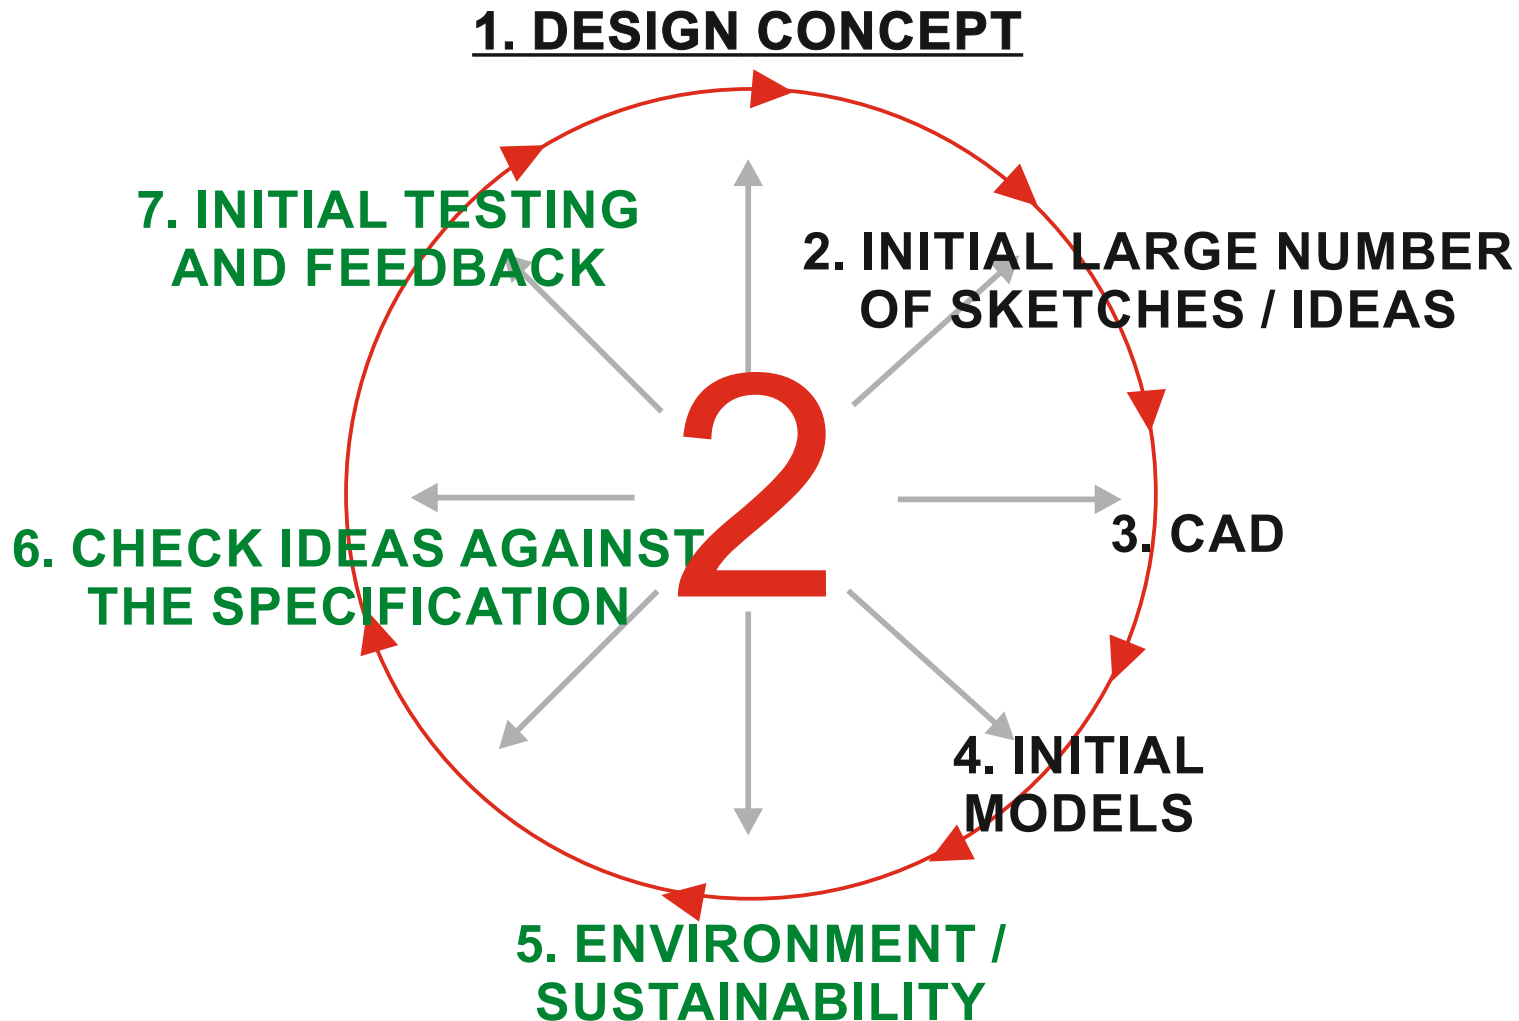 1. DESIGN CONCEPT
7. INITIAL TESTING
AND FEEDBACK
2. INITIAL LARGE NUMBER
OF SKETCHES / IDEAS
2
3. CAD
6. CHECK IDEAS AGAINST
THE SPECIFICATION
4. INITIAL
MODELS
5. ENVIRONMENT /
SUSTAINABILITY